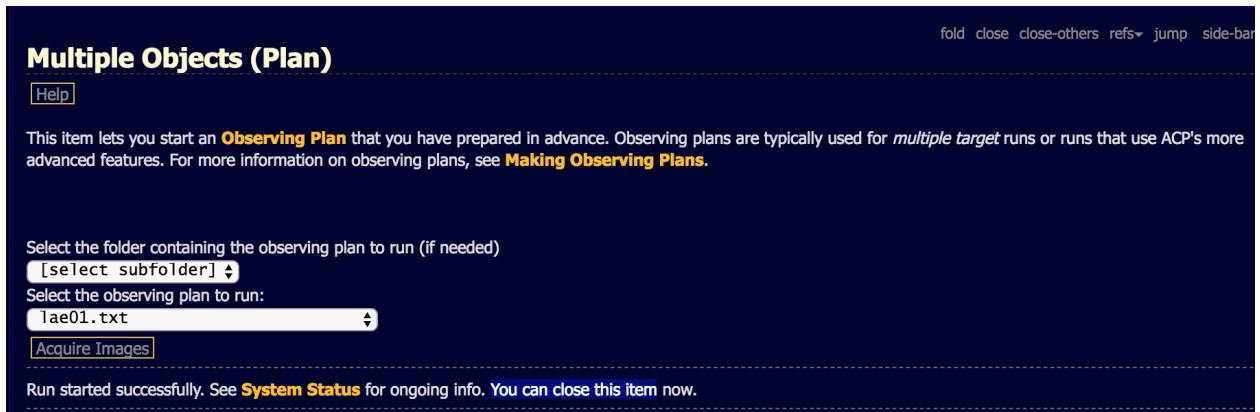 fold close close-others refs▾ jump side-bar
Multiple Objects (Plan)
Help
This item lets you start an Observing Plan that you have prepared in advance. Observing plans are typically used for multiple target runs or runs that use ACP's more
advanced features. For more information on observing plans, see Making Observing Plans.
Select the folder containing the observing plan to run (if needed)
[select subfolder]
Select the observing plan to run:
lae01.txt
Acquire Images
Run started successfully. See System Status for ongoing info. You can close this item now.